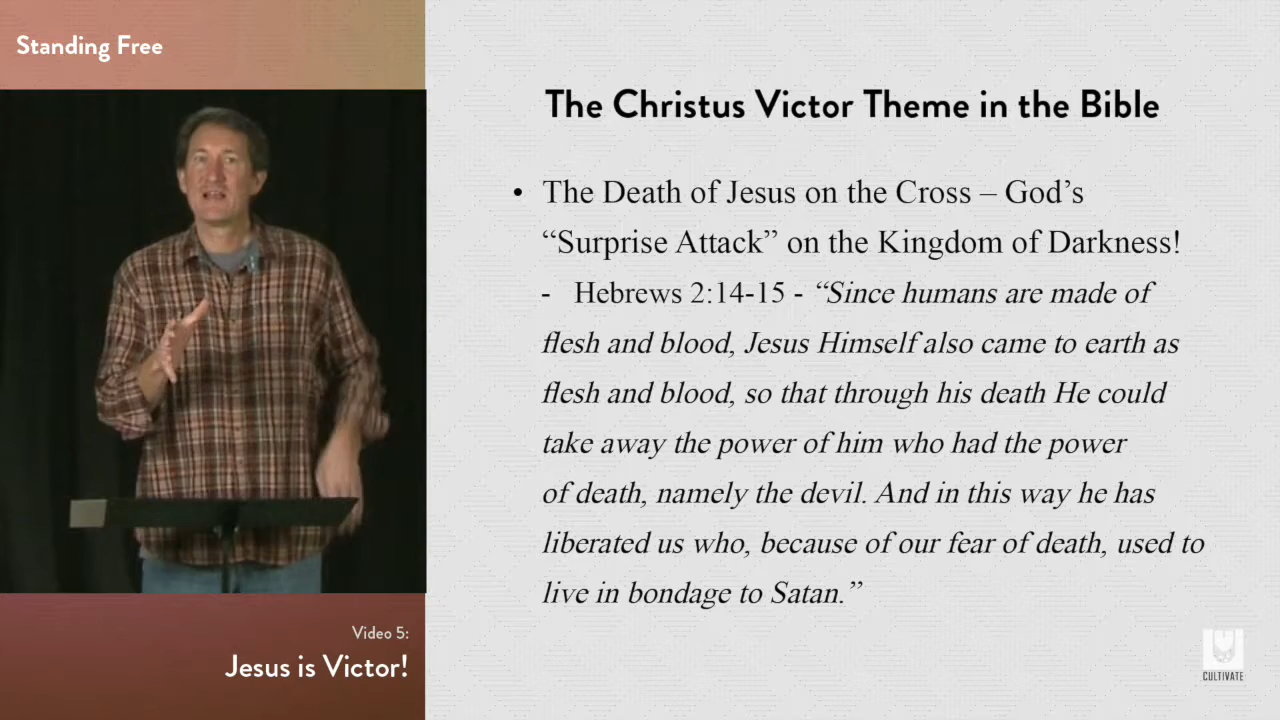 Standing Free
The Christus Victor Theme in the Bible
• The Death of Jesus on the Cross – God’s
“Surprise Attack” on the Kingdom of Darkness!
- Hebrews 2:14-15 - “Since humans are made of
flesh and blood, Jesus Himself also came to earth as
flesh and blood, so that through his death He could
take away the power of him who had the power
of death, namely the devil. And in this way he has
liberated us who, because of our fear of death, used to
live in bondage to Satan.”
Video 5:
Jesus is Victor!
CULTIVATE